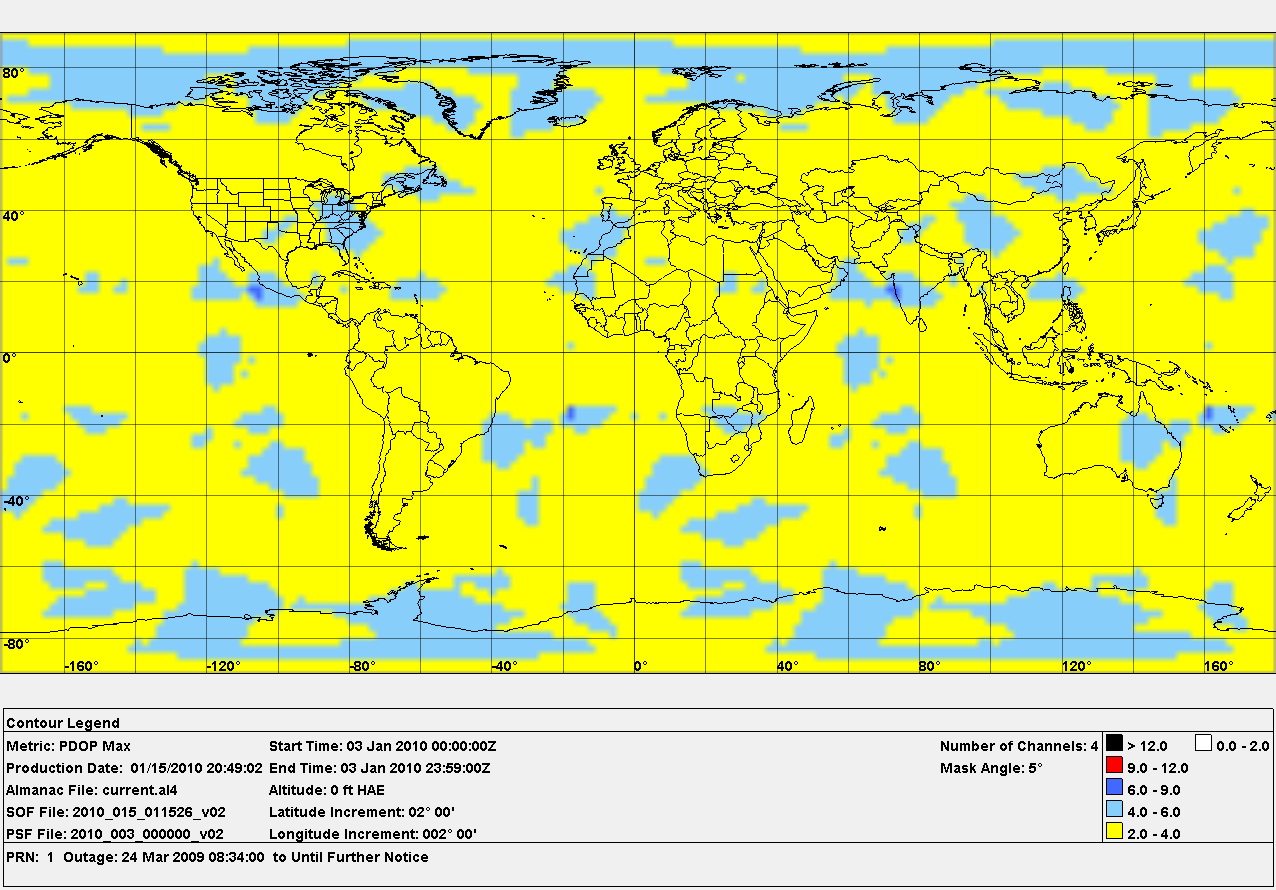 80°
40°
0°
-40°
-80°
-160° -120° -80° -40° 0° 40° 80° 120° 160°
Contour Legend
Metric: PDOP Max Start Time: 03 Jan 2010 00:00:00Z Number of Channels: 4 > 12.0 0.0 - 2.0
Production Date: 01/15/2010 20:49:02 End Time: 03 Jan 2010 23:59:00Z Mask Angle: 5° 9.0 - 12.0
Almanac File: current.al4 Altitude: 0 ft HAE 6.0 - 9.0
SOF File: 2010_015_011526_v02 Latitude Increment: 02° 00' 4.0 - 6.0
PSF File: 2010_003_000000_v02 Longitude Increment: 002° 00' 2.0 - 4.0
PRN: 1 Outage: 24 Mar 2009 08:34:00 to Until Further Notice